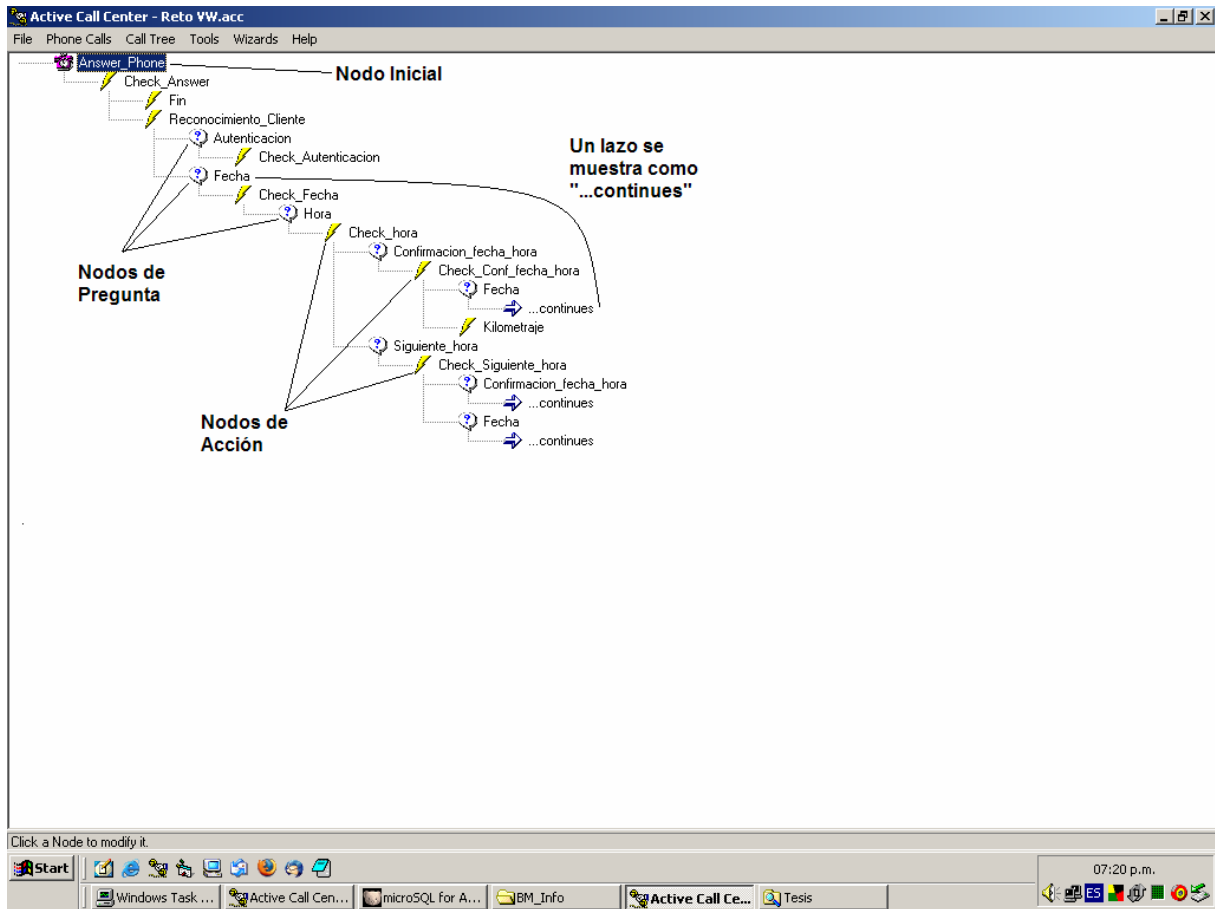 Active Call Center - Reto VW.acc
File Phone Calls Call Tree Tools Wizards Help
Answer_Phone
Nodo Inicial
Check_Answer
Fin
Reconocimiento_Cliente
Autenticacion
Check_Autenticacion
Fecha
Check_Fecha
Hora
Check_hora
Confirmacion_fecha_hora
Check_Conf_fecha_hora
Fecha
...continues
Kilometraje
Siguiente_hora
Check_Siguiente_hora
Confirmacion_fecha_hora
...continues
Fecha
...continues
Un lazo se
muestra como
"...continues"
Nodos de
Pregunta
Nodos de
Acción
Click a Node to modify it.
Start
07:20 p.m.
Windows Task ... Active Call Cen... microSQL for A... BM_Info Active Call Ce... Tesis
ES